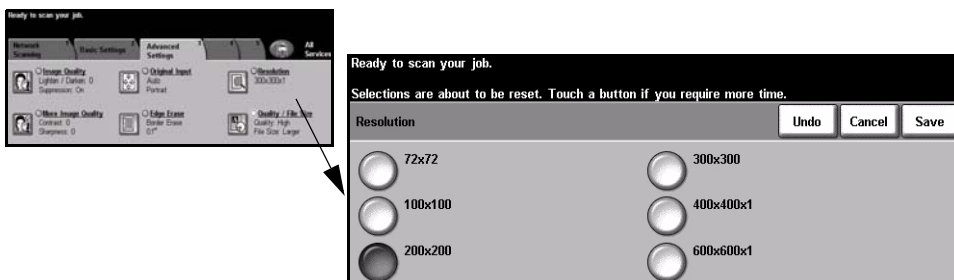 Ready to scan your job.
Network Scanning
Basic Settings
Advanced Settings
All Services
Image Quality
Lighten / Darken: 0
Suppression: On
Original Input
Auto
Portrait
Resolution
300x300x1
More Image Quality
Contrast: 0
Sharpness: 0
Edge Erase
Border Erase
0.1"
Quality / File Size
Quality: High
File Size: Larger
Ready to scan your job.
Selections are about to be reset. Touch a button if you require more time.
Resolution
Undo
Cancel
Save
72x72
300x300
100x100
400x400x1
200x200
600x600x1